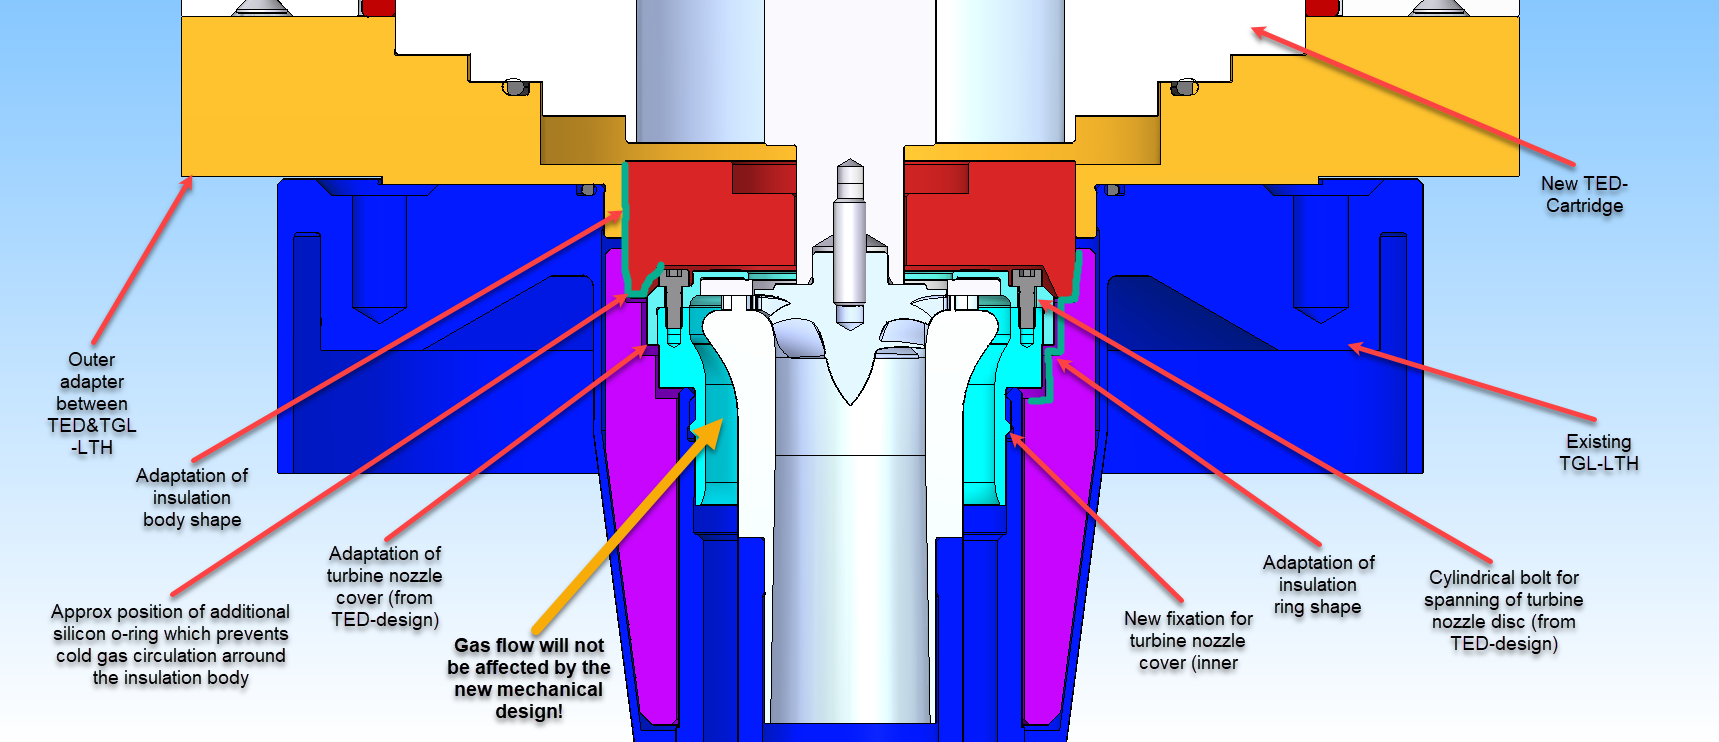 New TED-
Cartridge
Outer
adapter
between
TED&TGL
-LTH
Adaptation of
insulation
body shape
Existing
TGL-LTH
Approx position of additional
silicon o-ring which prevents
cold gas circulation arround
the insulation body
Adaptation of
turbine nozzle
cover (from
TED-design)
Gas flow will not
be affected by the
new mechanical
design!
New fixation for
turbine nozzle
cover (inner
Adaptation of
insulation
ring shape
Cylindrical bolt for
spanning of turbine
nozzle disc (from
TED-design)